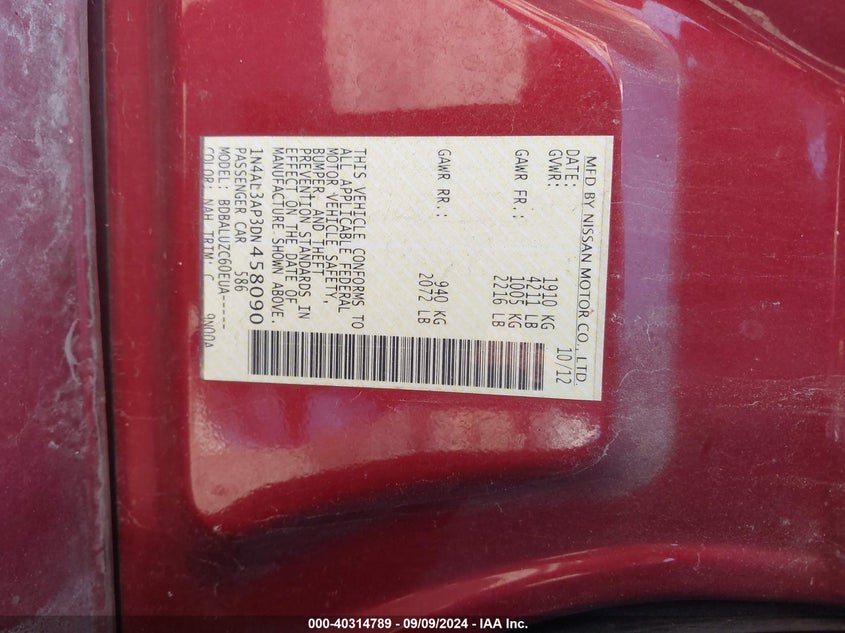 MFD BY NISSAN MOTOR CO., LTD.
DATE: 10/12
GVWR: 1910 KG
4211 LB
GAWR FR.: 1005 KG
2216 LB
GAWR RR.: 940 KG
2072 LB
THIS VEHICLE CONFORMS TO
ALL APPLICABLE FEDERAL
MOTOR VEHICLE SAFETY,
BUMPER, AND THEFT
PREVENTION STANDARDS IN
EFFECT ON THE DATE OF
MANUFACTURE SHOWN ABOVE.
1N4AL3AP3DN458090
PASSENGER CAR 586
MODEL: BDBALUZC60EUA-----
COLOR: NAH TRIM: C 9N00A
000-40314789 - 09/09/2024 - IAA Inc.